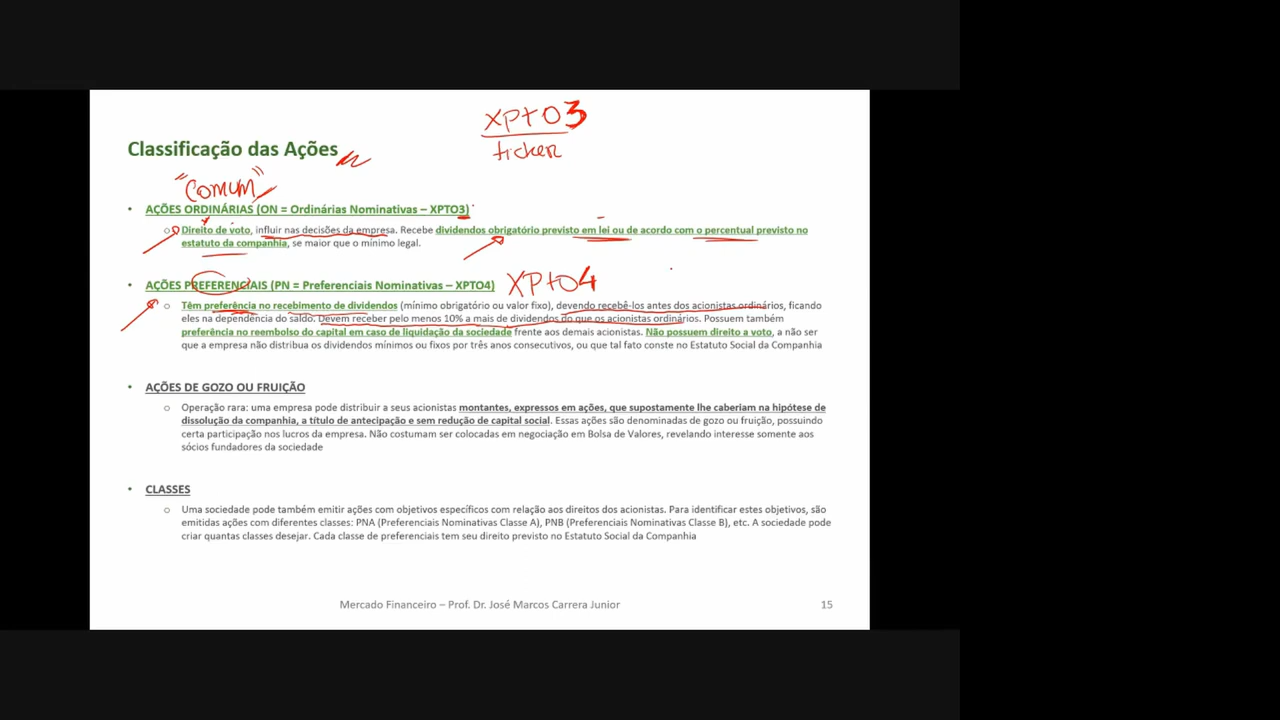 XPTO3
ticker
Classificação das Ações
"comum"
• AÇÕES ORDINÁRIAS (ON = Ordinárias Nominativas – XPTO3)
o Direito de voto, influir nas decisões da empresa. Recebe dividendos obrigatório previsto em lei ou de acordo com o percentual previsto no
estatuto da companhia, se maior que o mínimo legal.
• AÇÕES PREFERENCIAIS (PN = Preferenciais Nominativas – XPTO4) XPTO4
o Têm preferência no recebimento de dividendos (mínimo obrigatório ou valor fixo), devendo recebê-los antes dos acionistas ordinários, ficando
eles na dependência do saldo. Devem receber pelo menos 10% a mais de dividendos do que os acionistas ordinários. Possuem também
preferência no reembolso do capital em caso de liquidação da sociedade frente aos demais acionistas. Não possuem direito a voto, a não ser
que a empresa não distribua os dividendos mínimos ou fixos por três anos consecutivos, ou que tal fato conste no Estatuto Social da Companhia
• AÇÕES DE GOZO OU FRUIÇÃO
o Operação rara: uma empresa pode distribuir a seus acionistas montantes, expressos em ações, que supostamente lhe caberiam na hipótese de
dissolução da companhia, a título de antecipação e sem redução de capital social. Essas ações são denominadas de gozo ou fruição, possuindo
certa participação nos lucros da empresa. Não costumam ser colocadas em negociação em Bolsa de Valores, revelando interesse somente aos
sócios fundadores da sociedade
• CLASSES
o Uma sociedade pode também emitir ações com objetivos específicos com relação aos direitos dos acionistas. Para identificar estes objetivos, são
emitidas ações com diferentes classes: PNA (Preferenciais Nominativas Classe A), PNB (Preferenciais Nominativas Classe B), etc. A sociedade pode
criar quantas classes desejar. Cada classe de preferenciais tem seu direito previsto no Estatuto Social da Companhia
Mercado Financeiro – Prof. Dr. José Marcos Carrera Junior 15